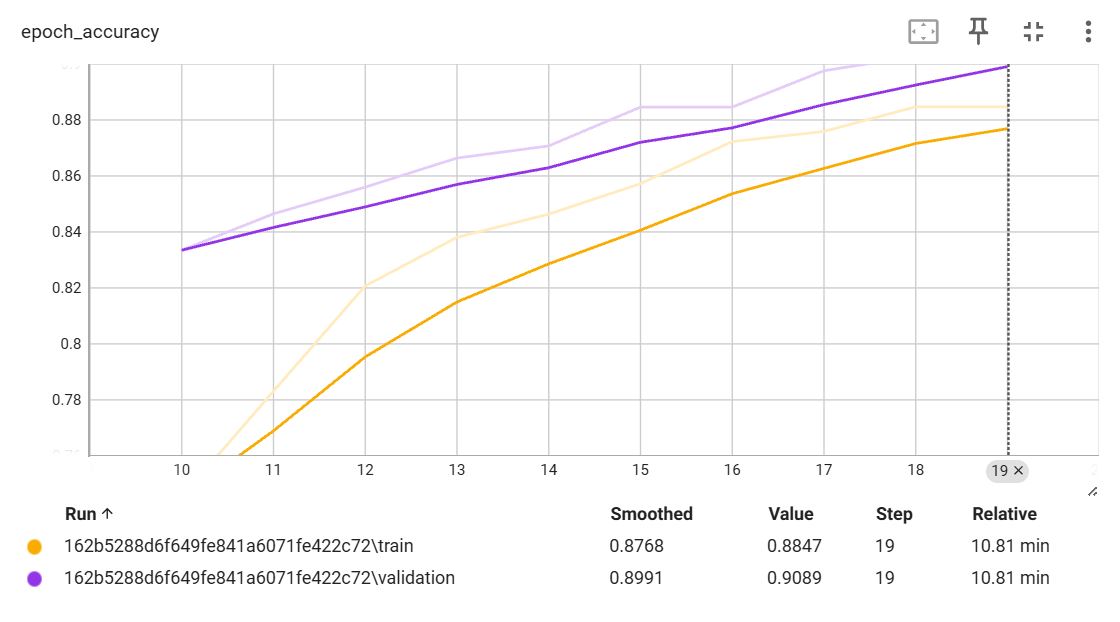 epoch_accuracy
0.88
0.86
0.84
0.82
0.8
0.78
10 11 12 13 14 15 16 17 18 19 ×
Run ↑ Smoothed Value Step Relative
162b5288d6f649fe841a6071fe422c72\train 0.8768 0.8847 19 10.81 min
162b5288d6f649fe841a6071fe422c72\validation 0.8991 0.9089 19 10.81 min